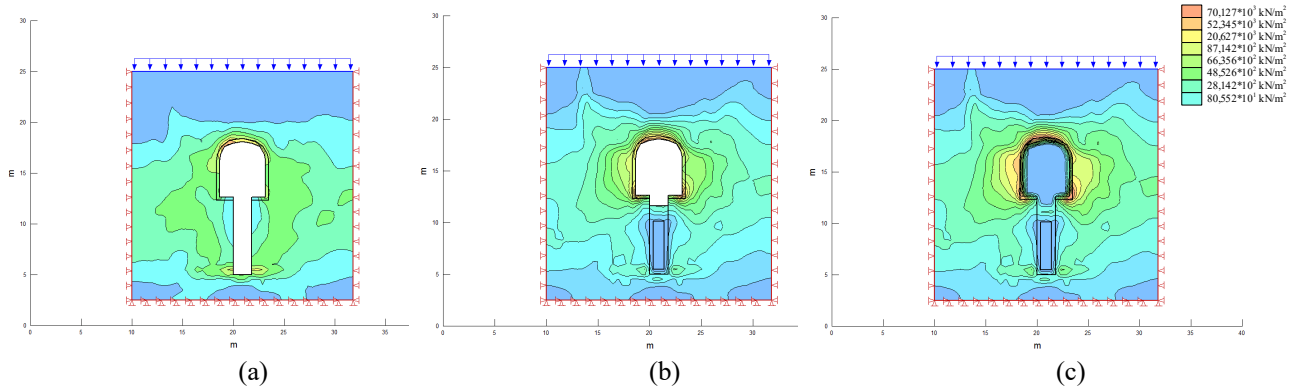 70,127*10³ kN/m²
52,345*10³ kN/m²
20,627*10³ kN/m²
87,142*10² kN/m²
66,356*10² kN/m²
48,526*10² kN/m²
28,142*10² kN/m²
80,552*10¹ kN/m²
30
25
20
15
10
5
0
m
0 5 10 15 20 25 30 35
m
(a)
30
25
20
15
10
5
0
m
0 5 10 15 20 25 30 35
m
(b)
30
25
20
15
10
5
0
m
0 5 10 15 20 25 30 35 40
m
(c)